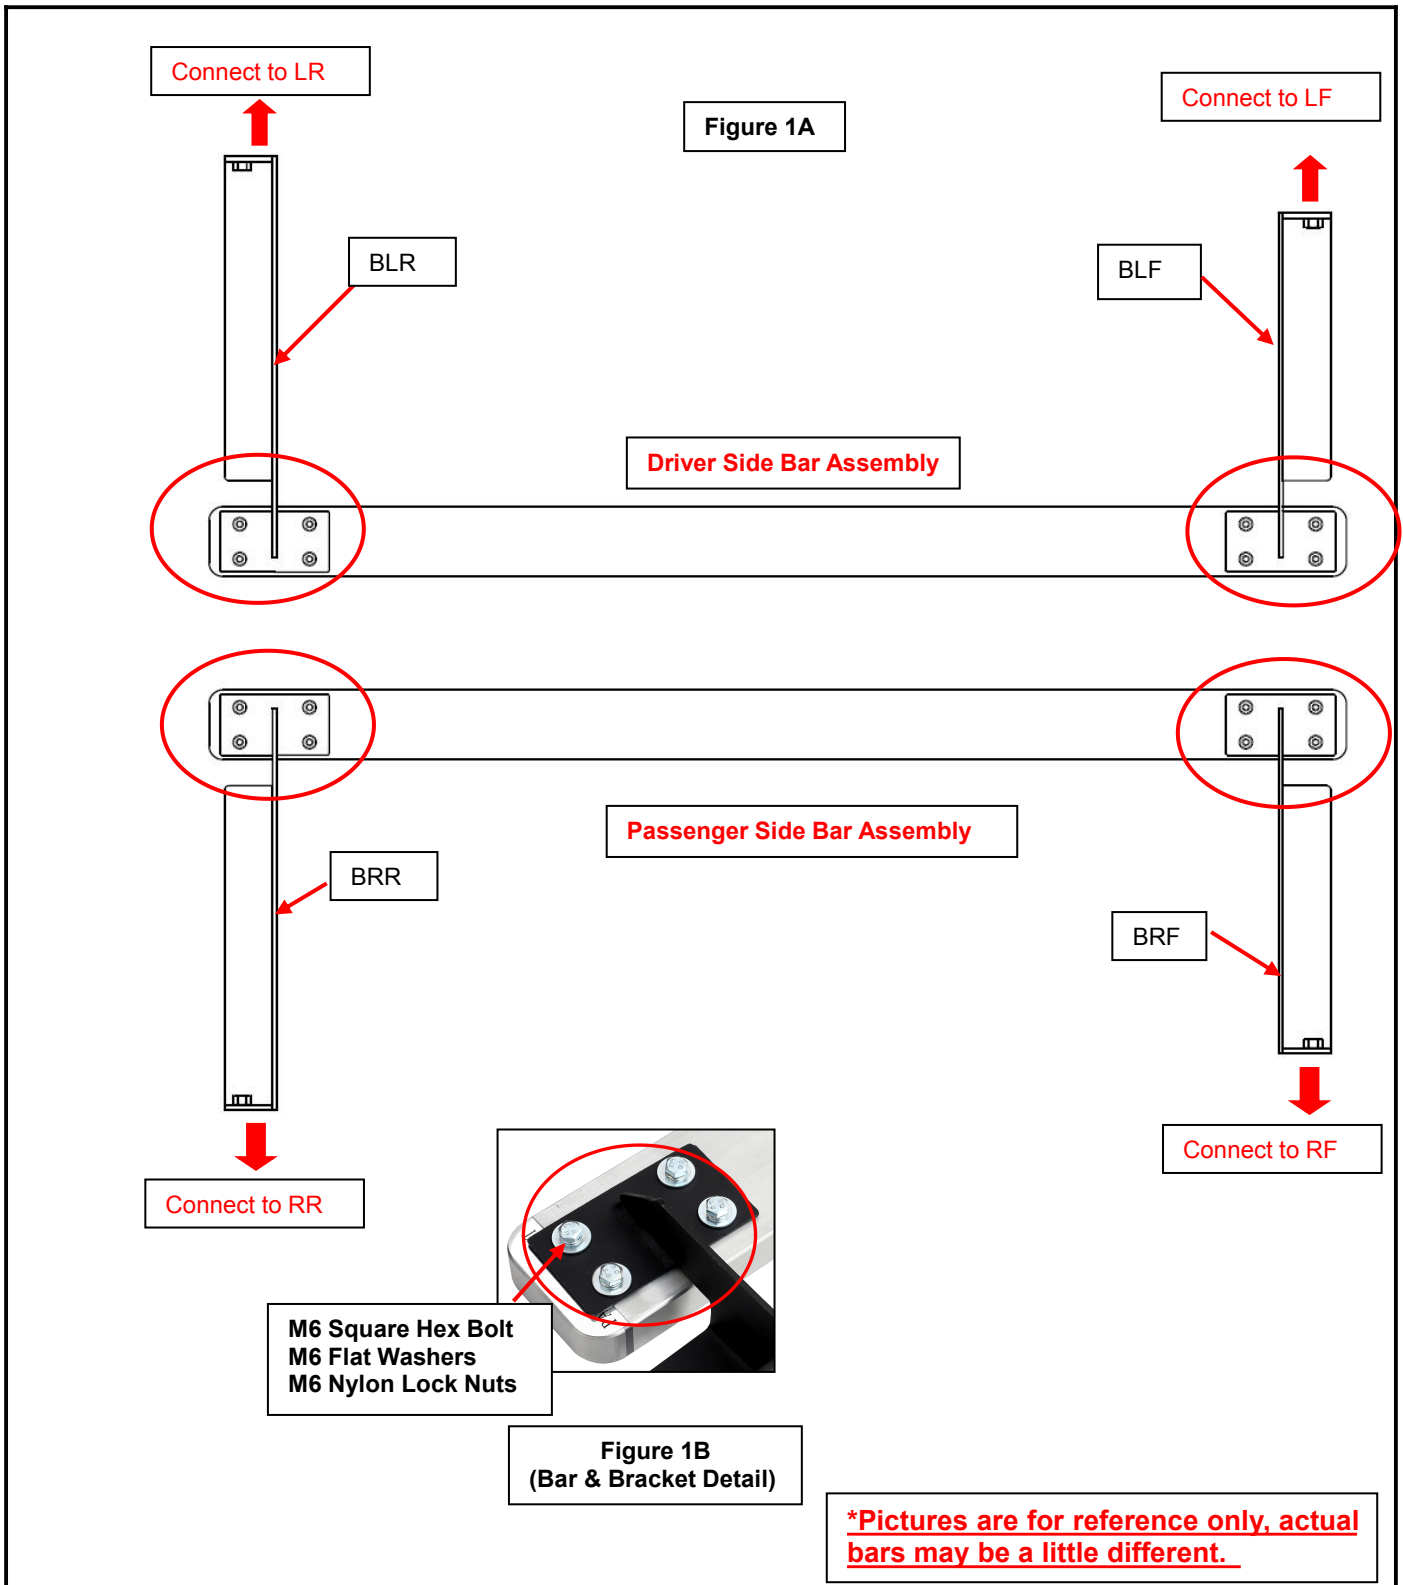 Connect to LR
Connect to LF
Figure 1A
BLR
BLF
Driver Side Bar Assembly
Passenger Side Bar Assembly
BRR
BRF
Connect to RR
Connect to RF
M6 Square Hex Bolt
M6 Flat Washers
M6 Nylon Lock Nuts
Figure 1B
(Bar & Bracket Detail)
*Pictures are for reference only, actual
bars may be a little different.